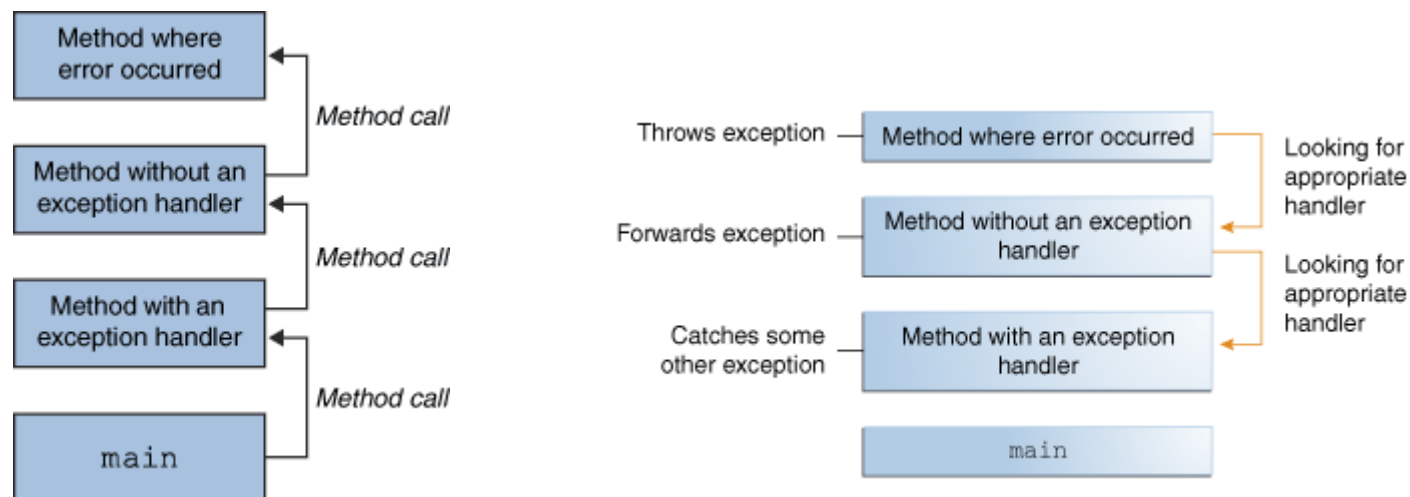 Method where
error occurred
Method call
Method without an
exception handler
Method call
Method with an
exception handler
Method call
main
Throws exception
Method where error occurred
Looking for
appropriate
handler
Forwards exception
Method without an exception
handler
Looking for
appropriate
handler
Catches some
other exception
Method with an exception
handler
main